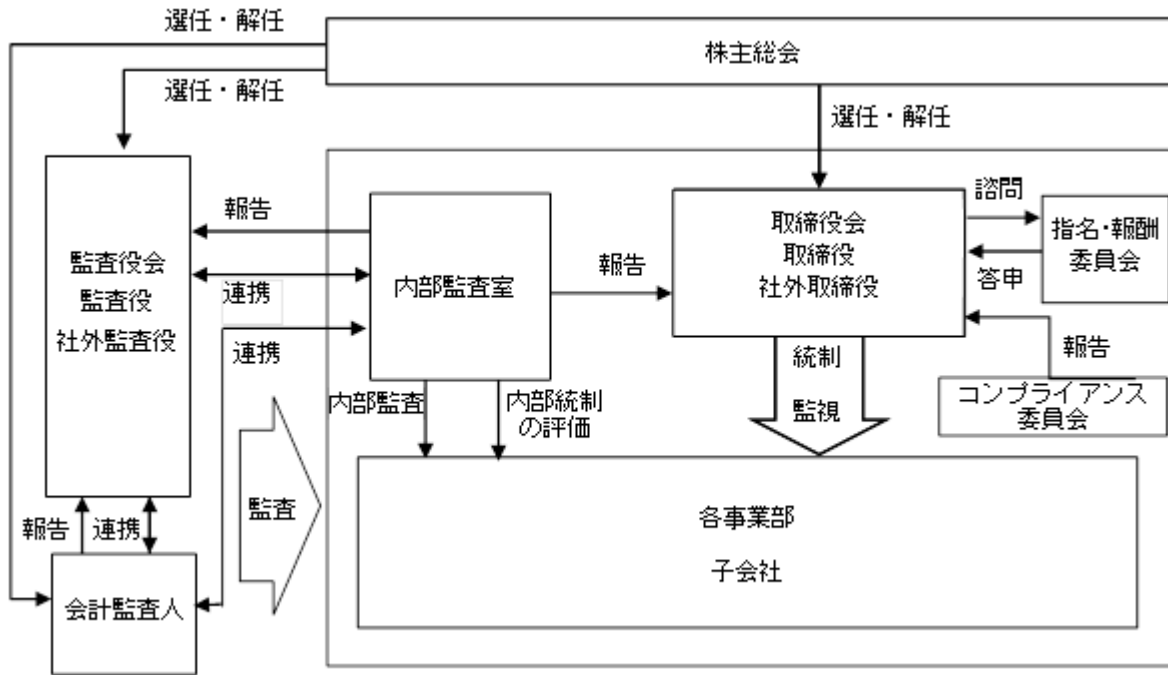 選任・解任
株主総会
選任・解任
選任・解任
諮問
報告
取締役会
取締役
社外取締役
指名・報酬
委員会
監査役会
監査役
社外監査役
内部監査室
報告
答申
連携
連携
統制
報告
内部監査
内部統制
の評価
監視
コンプライアンス
委員会
監査
各事業部
報告
連携
子会社
会計監査人